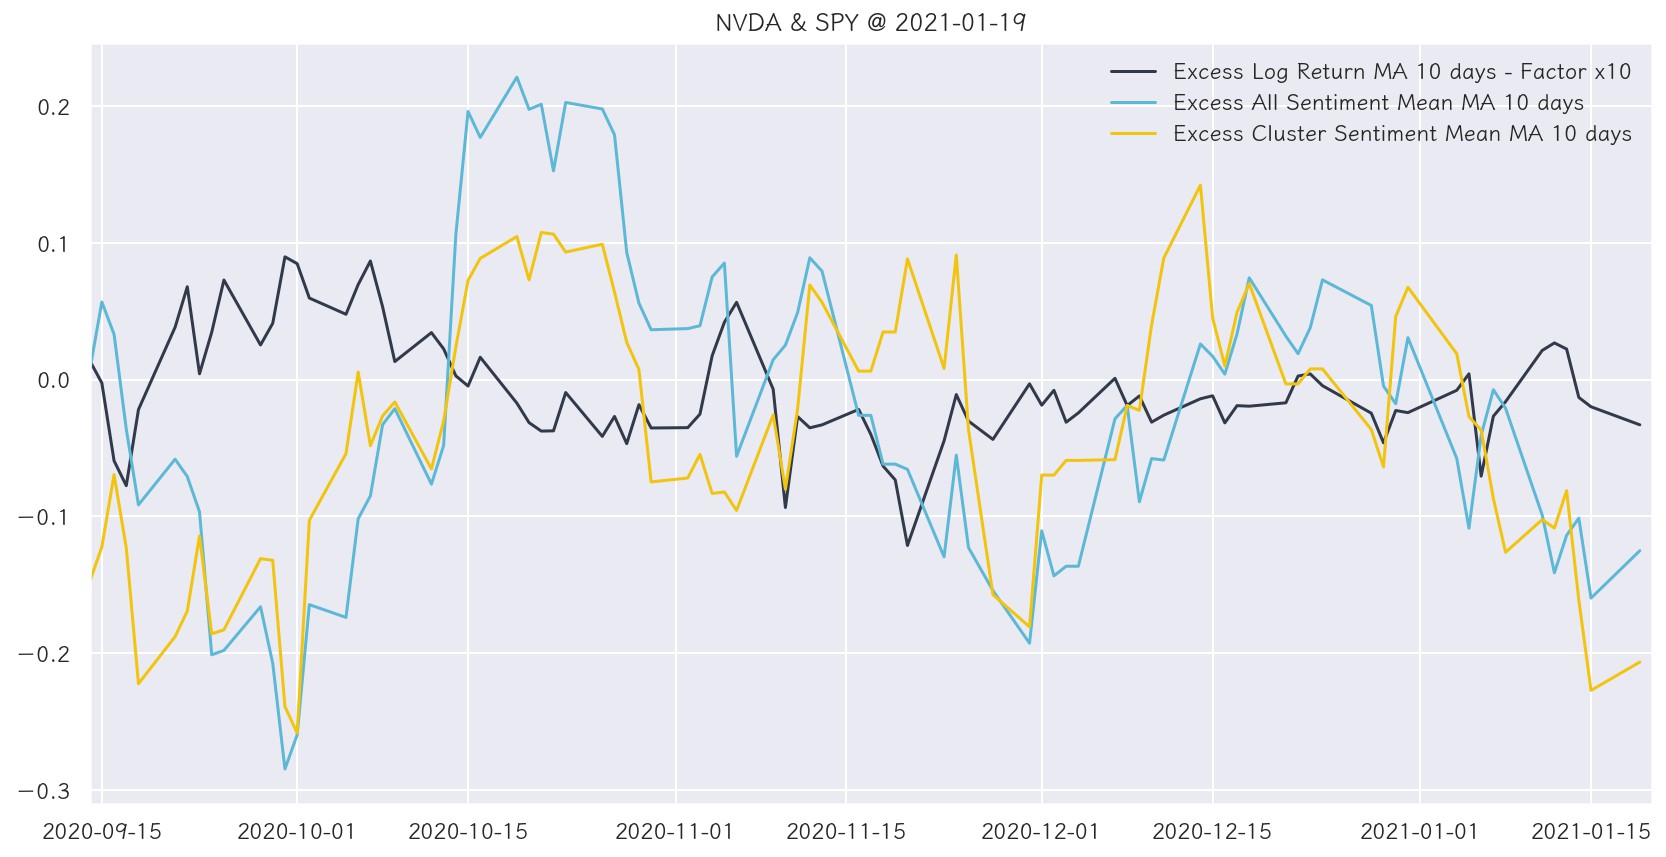 NVDA & SPY @ 2021-01-19
Excess Log Return MA 10 days - Factor x10
Excess All Sentiment Mean MA 10 days
Excess Cluster Sentiment Mean MA 10 days
0.2
0.1
0.0
−0.1
−0.2
−0.3
2020-09-15 2020-10-01 2020-10-15 2020-11-01 2020-11-15 2020-12-01 2020-12-15 2021-01-01 2021-01-15